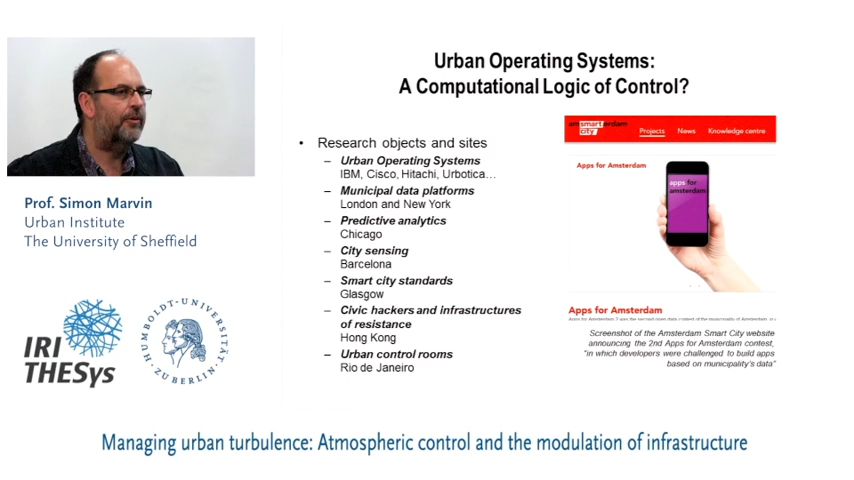 Urban Operating Systems:
A Computational Logic of Control?
• Research objects and sites
– Urban Operating Systems
IBM, Cisco, Hitachi, Urbotica…
– Municipal data platforms
London and New York
– Predictive analytics
Chicago
– City sensing
Barcelona
– Smart city standards
Glasgow
– Civic hackers and infrastructures
of resistance
Hong Kong
– Urban control rooms
Rio de Janeiro
amsmarterdam
city
Projects News Knowledge centre
Apps for Amsterdam
apps for
amsterdam
Apps for Amsterdam
Screenshot of the Amsterdam Smart City website
announcing the 2nd Apps for Amsterdam contest,
"in which developers were challenged to build apps
based on municipality's data"
Prof. Simon Marvin
Urban Institute
The University of Sheffield
IRI
THESys
HUMBOLDT-UNIVERSITÄT
ZU BERLIN
Managing urban turbulence: Atmospheric control and the modulation of infrastructure